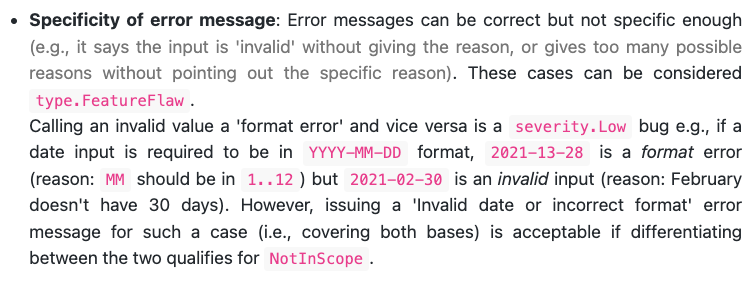 • Specificity of error message: Error messages can be correct but not specific enough
(e.g., it says the input is 'invalid' without giving the reason, or gives too many possible
reasons without pointing out the specific reason). These cases can be considered
type.FeatureFlaw.
Calling an invalid value a 'format error' and vice versa is a severity.Low bug e.g., if a
date input is required to be in YYYY-MM-DD format, 2021-13-28 is a format error
(reason: MM should be in 1..12) but 2021-02-30 is an invalid input (reason: February
doesn't have 30 days). However, issuing a 'Invalid date or incorrect format' error
message for such a case (i.e., covering both bases) is acceptable if differentiating
between the two qualifies for NotInScope.